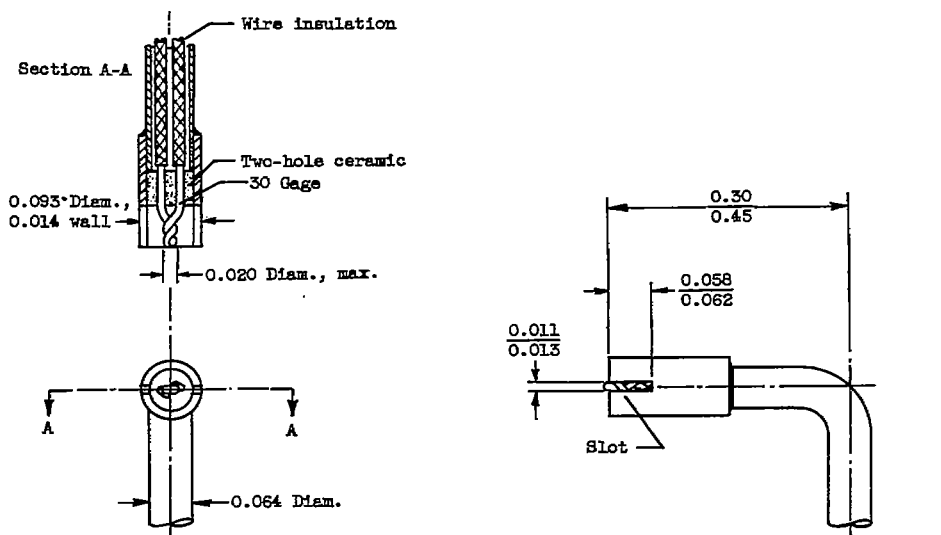 Wire insulation
Section A-A
Two-hole ceramic
30 Gage
0.093 Diam.,
0.014 wall
0.020 Diam., max.
A
A
0.064 Diam.
0.30
0.45
0.058
0.062
0.011
0.013
Slot